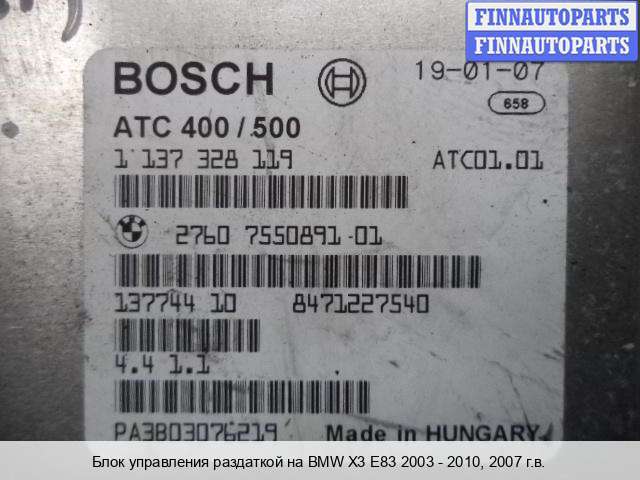 FINNAUTOPARTS
FINNAUTOPARTS
BOSCH
19-01-07
658
ATC 400 / 500
1 137 328 119
ATC01.01
2760 7550891-01
137744 10 8471227540
4.4 1.1
PA3803076219 Made in HUNGARY
Блок управления раздаткой на BMW X3 E83 2003 - 2010, 2007 г.в.